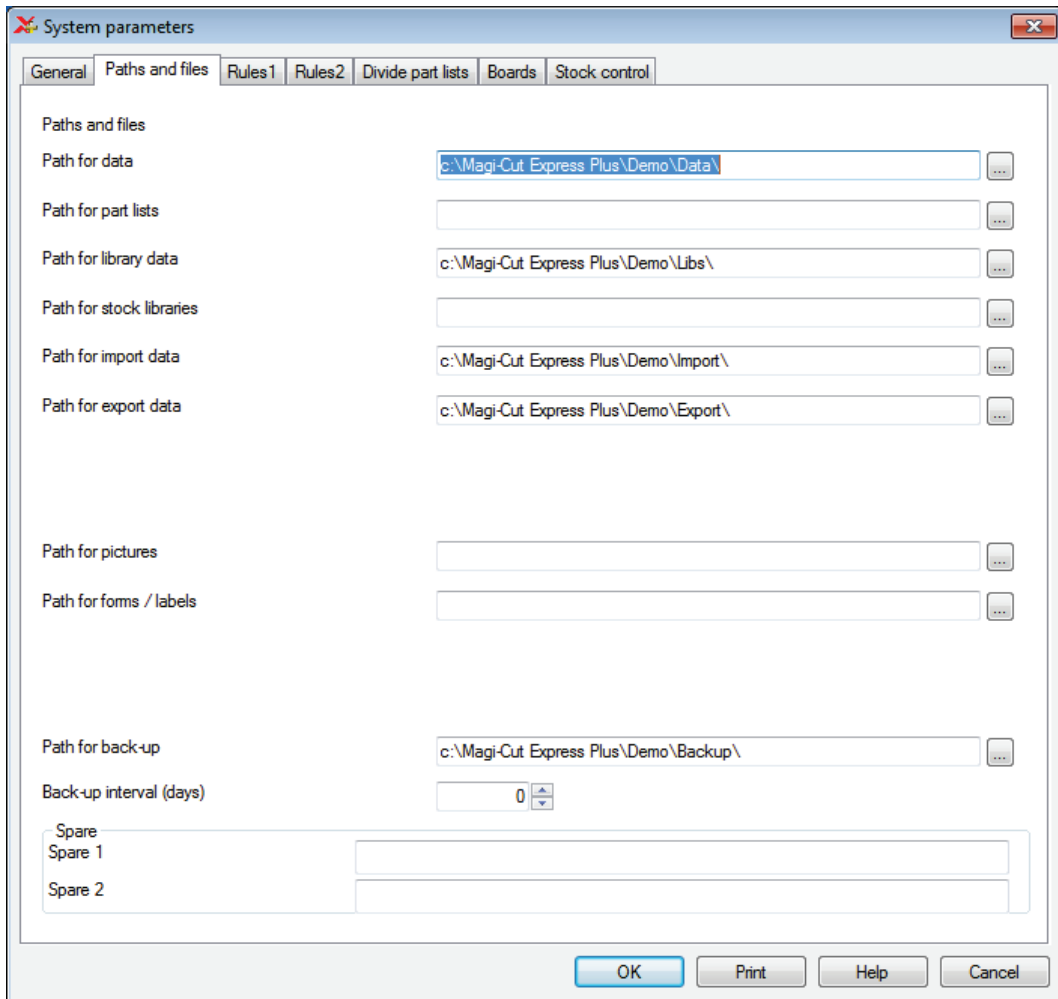 System parameters
General Paths and files Rules1 Rules2 Divide part lists Boards Stock control
Paths and files
Path for data c:\Magi-Cut Express Plus\Demo\Data\ ...
Path for part lists ...
Path for library data c:\Magi-Cut Express Plus\Demo\Libs\ ...
Path for stock libraries ...
Path for import data c:\Magi-Cut Express Plus\Demo\Import\ ...
Path for export data c:\Magi-Cut Express Plus\Demo\Export\ ...
Path for pictures ...
Path for forms / labels ...
Path for back-up c:\Magi-Cut Express Plus\Demo\Backup\ ...
Back-up interval (days) 0
Spare
Spare 1
Spare 2
OK Print Help Cancel